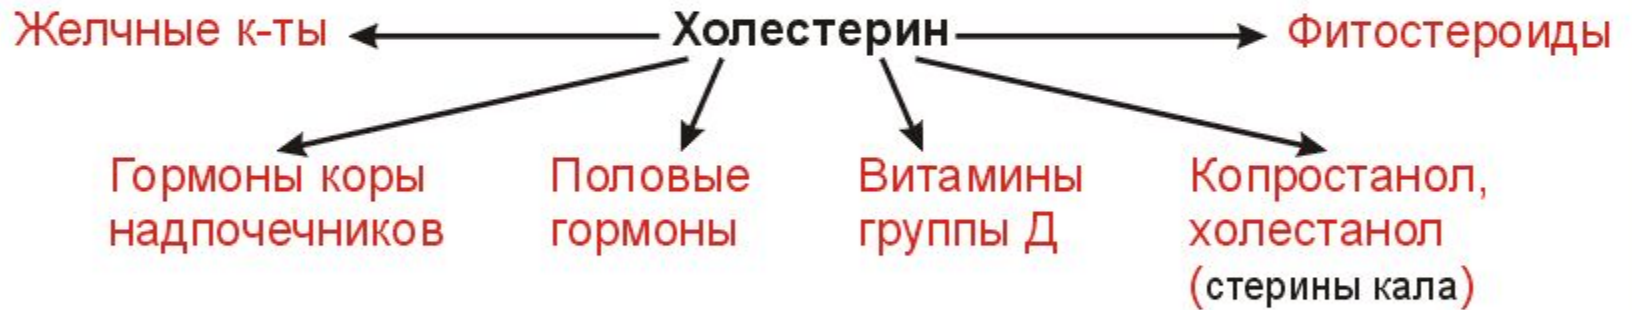 Желчные к-ты
Холестерин
Фитостероиды
Гормоны коры
надпочечников
Половые
гормоны
Витамины
группы Д
Копростанол,
холестанол
(стерины кала)